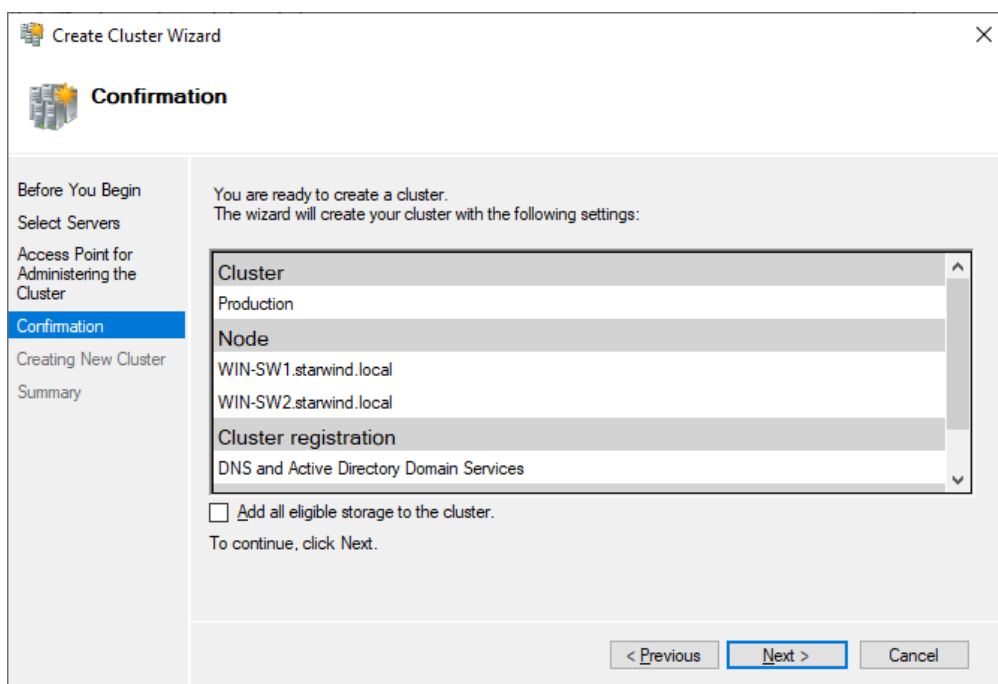 Create Cluster Wizard
Confirmation
Before You Begin
Select Servers
Access Point for
Administering the
Cluster
Confirmation
Creating New Cluster
Summary
You are ready to create a cluster.
The wizard will create your cluster with the following settings:
Cluster
Production
Node
WIN-SW1.starwind.local
WIN-SW2.starwind.local
Cluster registration
DNS and Active Directory Domain Services
Add all eligible storage to the cluster.
To continue, click Next.
< Previous
Next >
Cancel